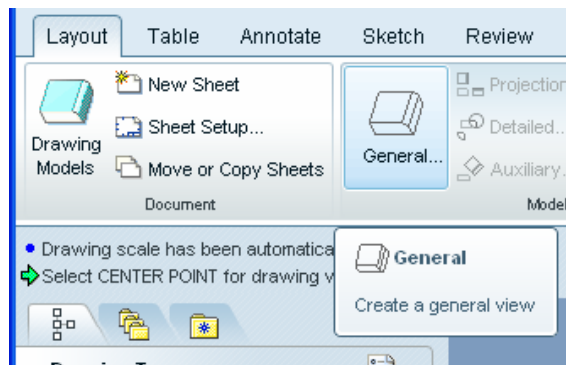 Layout Table Annotate Sketch Review
New Sheet
Sheet Setup...
Move or Copy Sheets
Drawing
Models
Document
General...
Projection
Detailed...
Auxiliary.
Model
Drawing scale has been automatica
Select CENTER POINT for drawing v
General
Create a general view